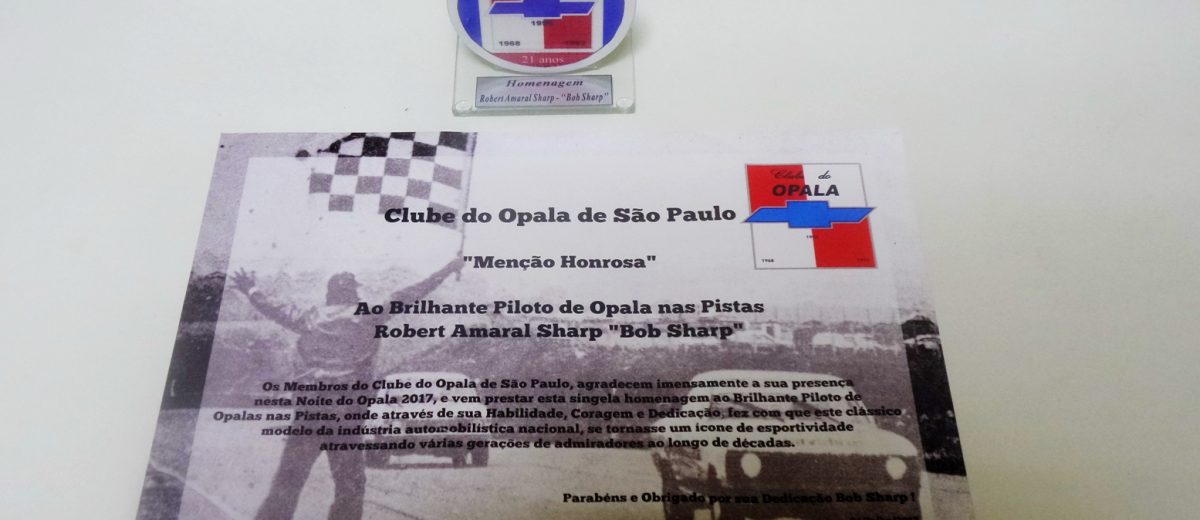 1968
21 anos
Homenagem
Robert Amaral Sharp - "Bob Sharp"
Clube do
OPALA
1968
Clube do Opala de São Paulo
"Menção Honrosa"
Ao Brilhante Piloto de Opala nas Pistas
Robert Amaral Sharp "Bob Sharp"
Os Membros do Clube do Opala de São Paulo, agradecem imensamente a sua presença
nesta Noite do Opala 2017, e vem prestar esta singela homenagem ao Brilhante Piloto de
Opalas nas Pistas, onde através de sua Habilidade, Coragem e Dedicação, fez com que este clássico
modelo da indústria automobilística nacional, se tornasse um ícone de esportividade
atravessando várias gerações de admiradores ao longo de décadas.
Parabéns e Obrigado por sua Dedicação Bob Sharp !